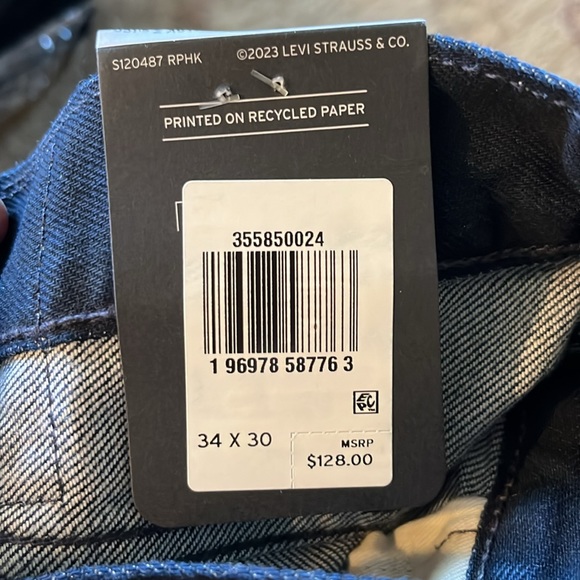 S120487 RPHK ©2023 LEVI STRAUSS & CO.
PRINTED ON RECYCLED PAPER
355850024
1 96978 58776 3
34 X 30
MSRP
$128.00